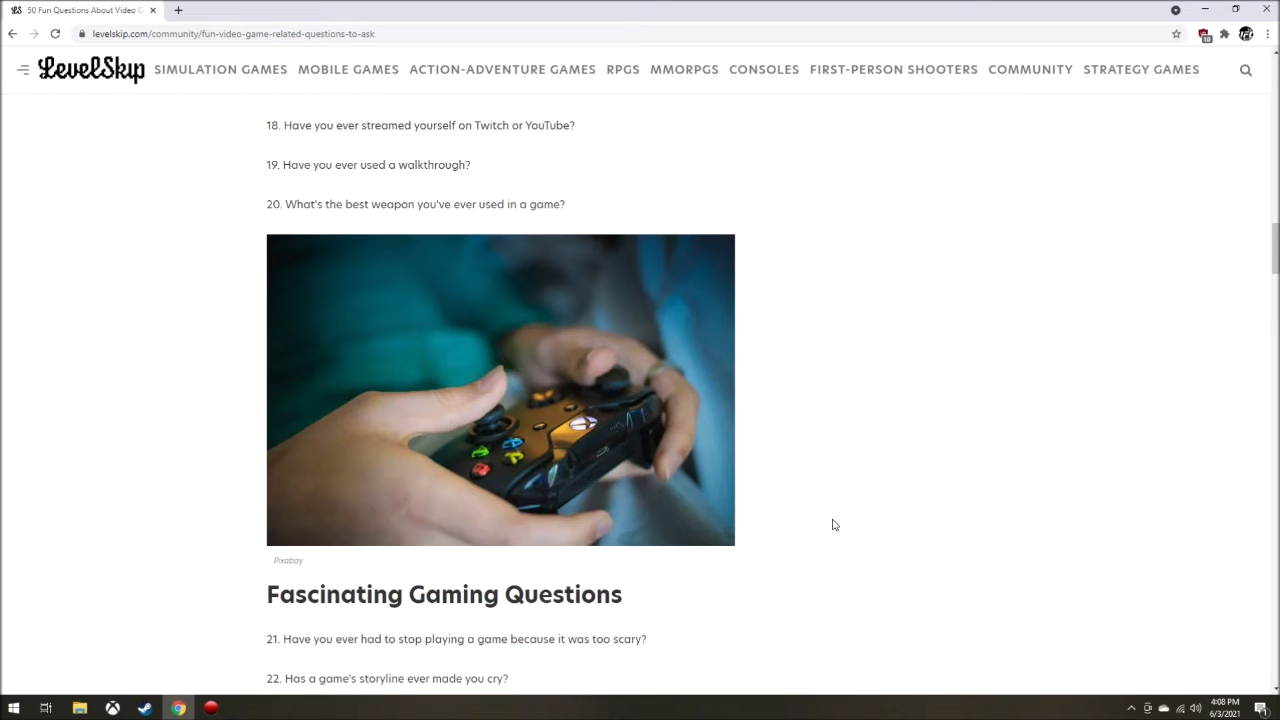 50 Fun Questions About Video G
levelskip.com/community/fun-video-game-related-questions-to-ask
10
LevelSkip SIMULATION GAMES MOBILE GAMES ACTION-ADVENTURE GAMES RPGS MMORPGS CONSOLES FIRST-PERSON SHOOTERS COMMUNITY STRATEGY GAMES
18. Have you ever streamed yourself on Twitch or YouTube?
19. Have you ever used a walkthrough?
20. What's the best weapon you've ever used in a game?
Pixabay
Fascinating Gaming Questions
21. Have you ever had to stop playing a game because it was too scary?
22. Has a game's storyline ever made you cry?
4:08 PM
6/3/2021
1